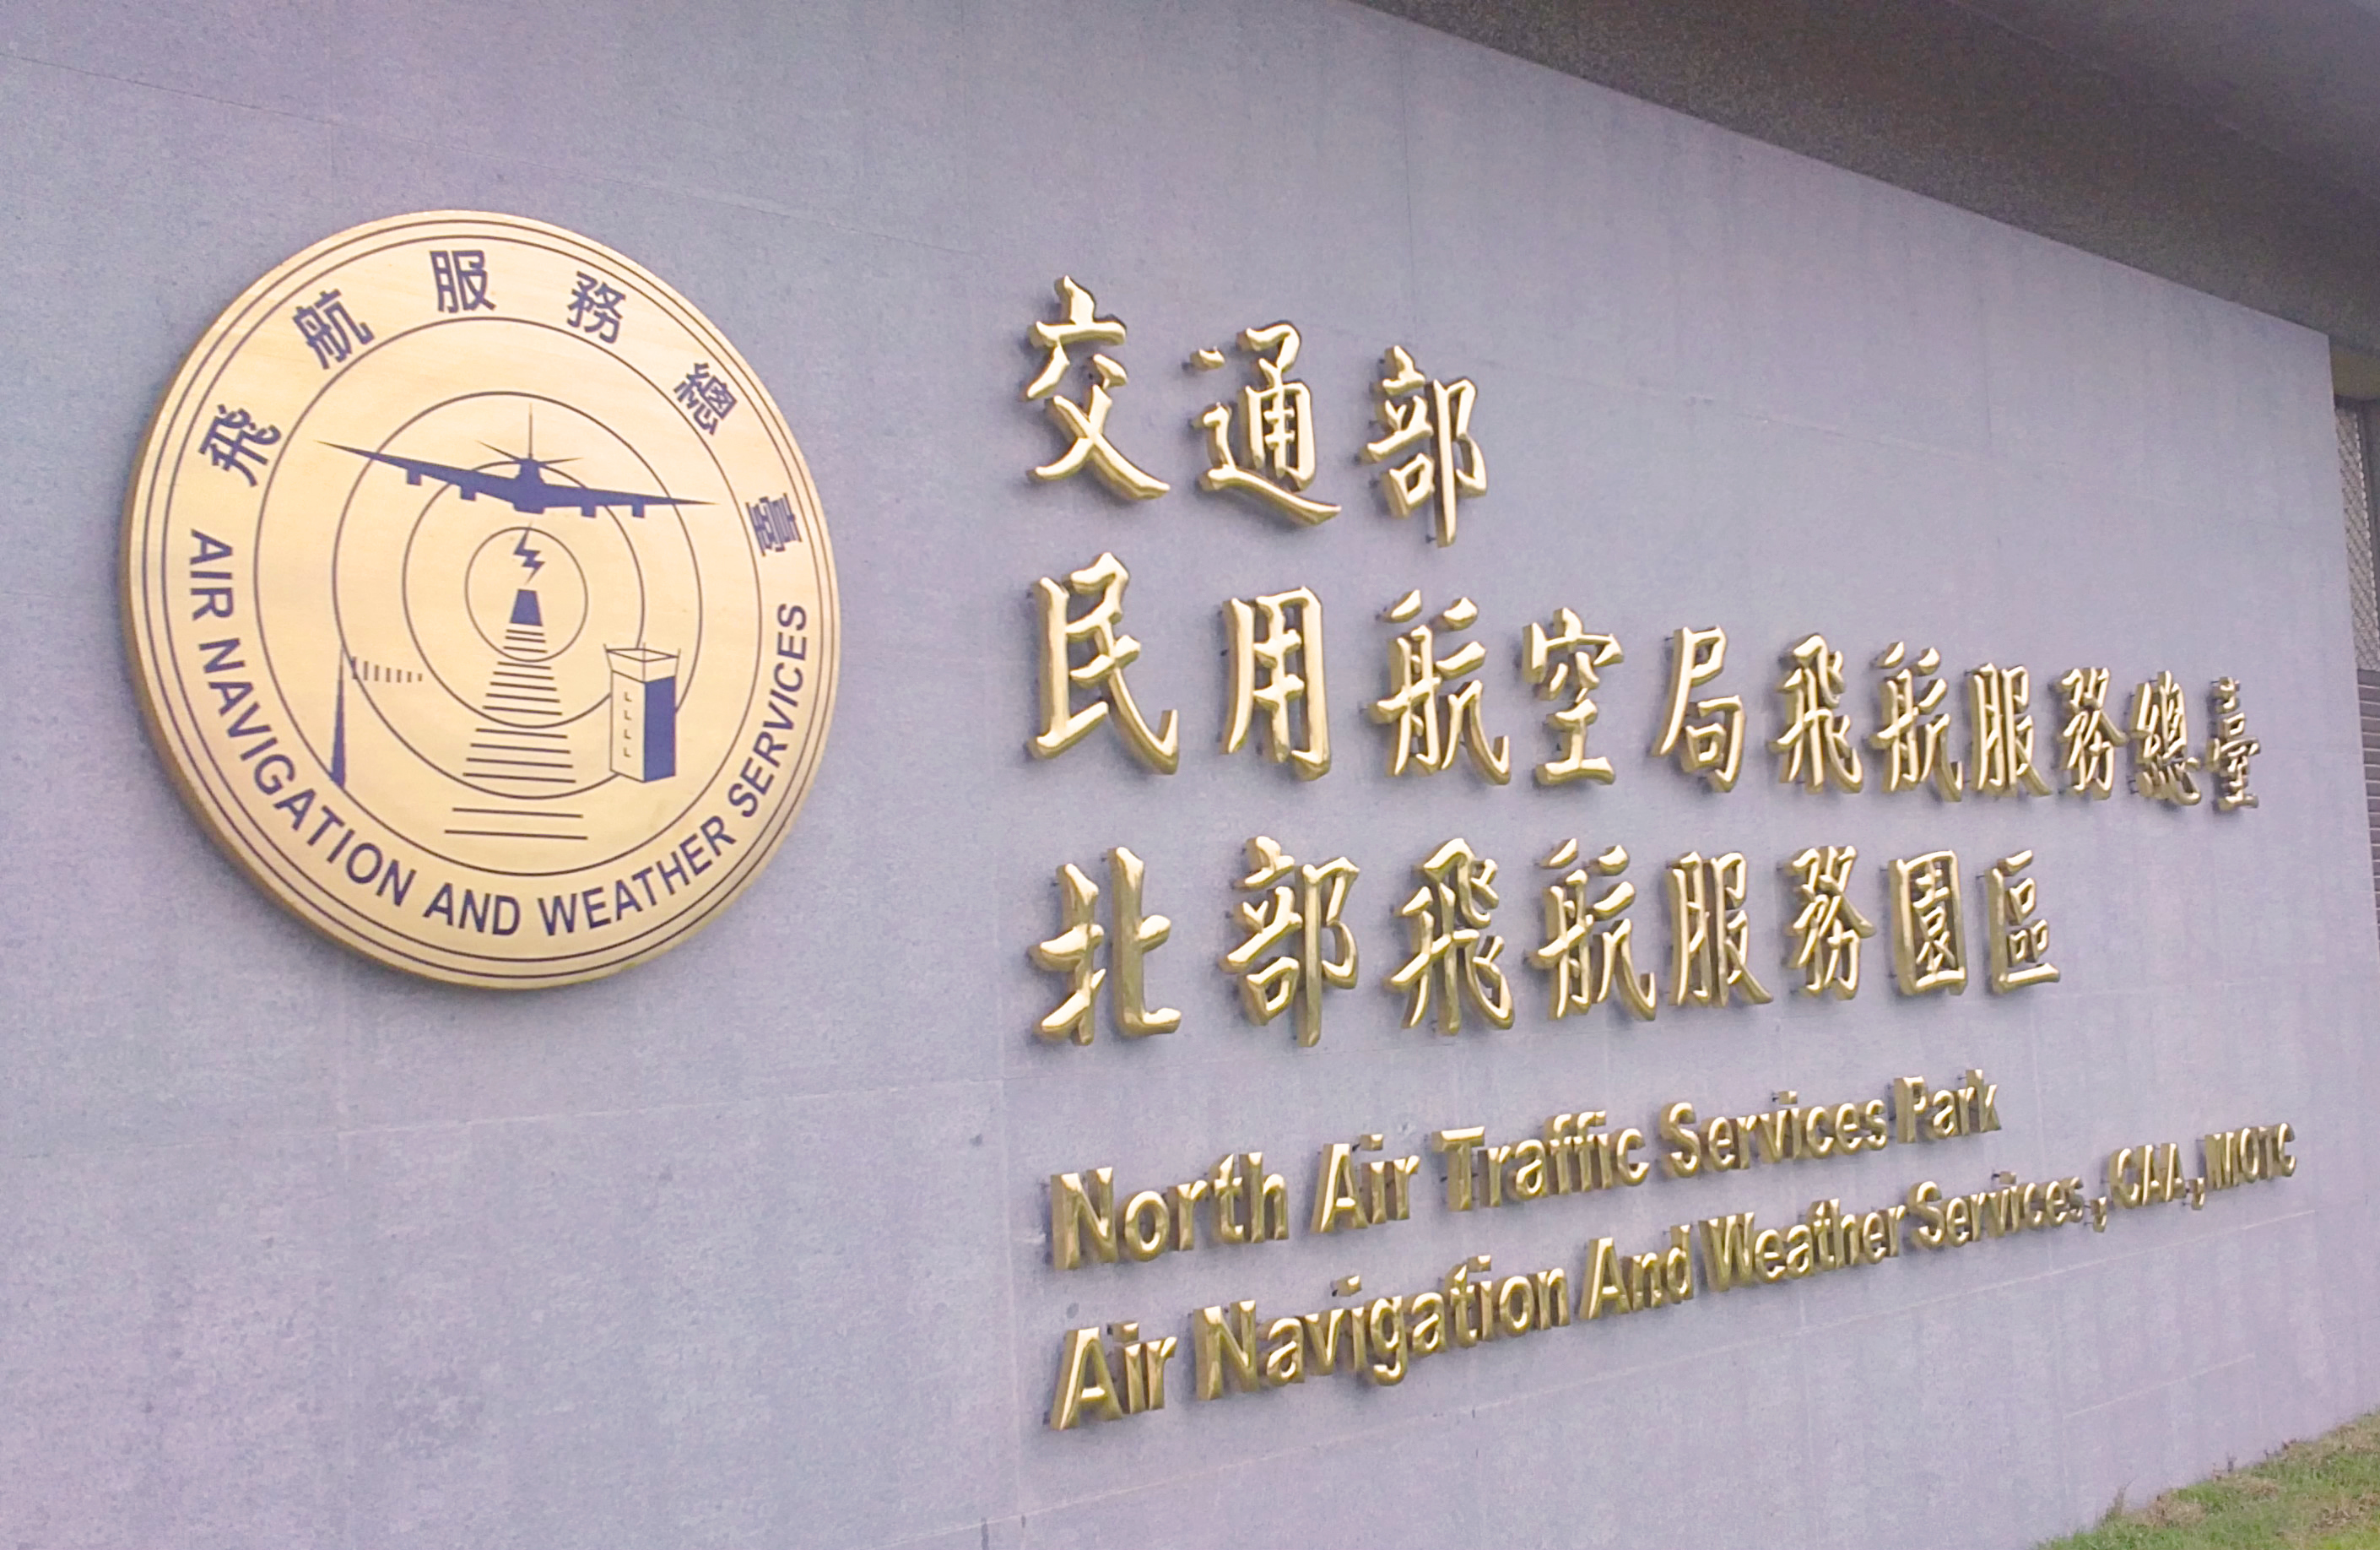 飛航服務總臺
AIR NAVIGATION AND WEATHER SERVICES
交通部
民用航空局飛航服務總臺
北部飛航服務園區
North Air Traffic Services Park
Air Navigation And Weather Services, CAA, MOTC